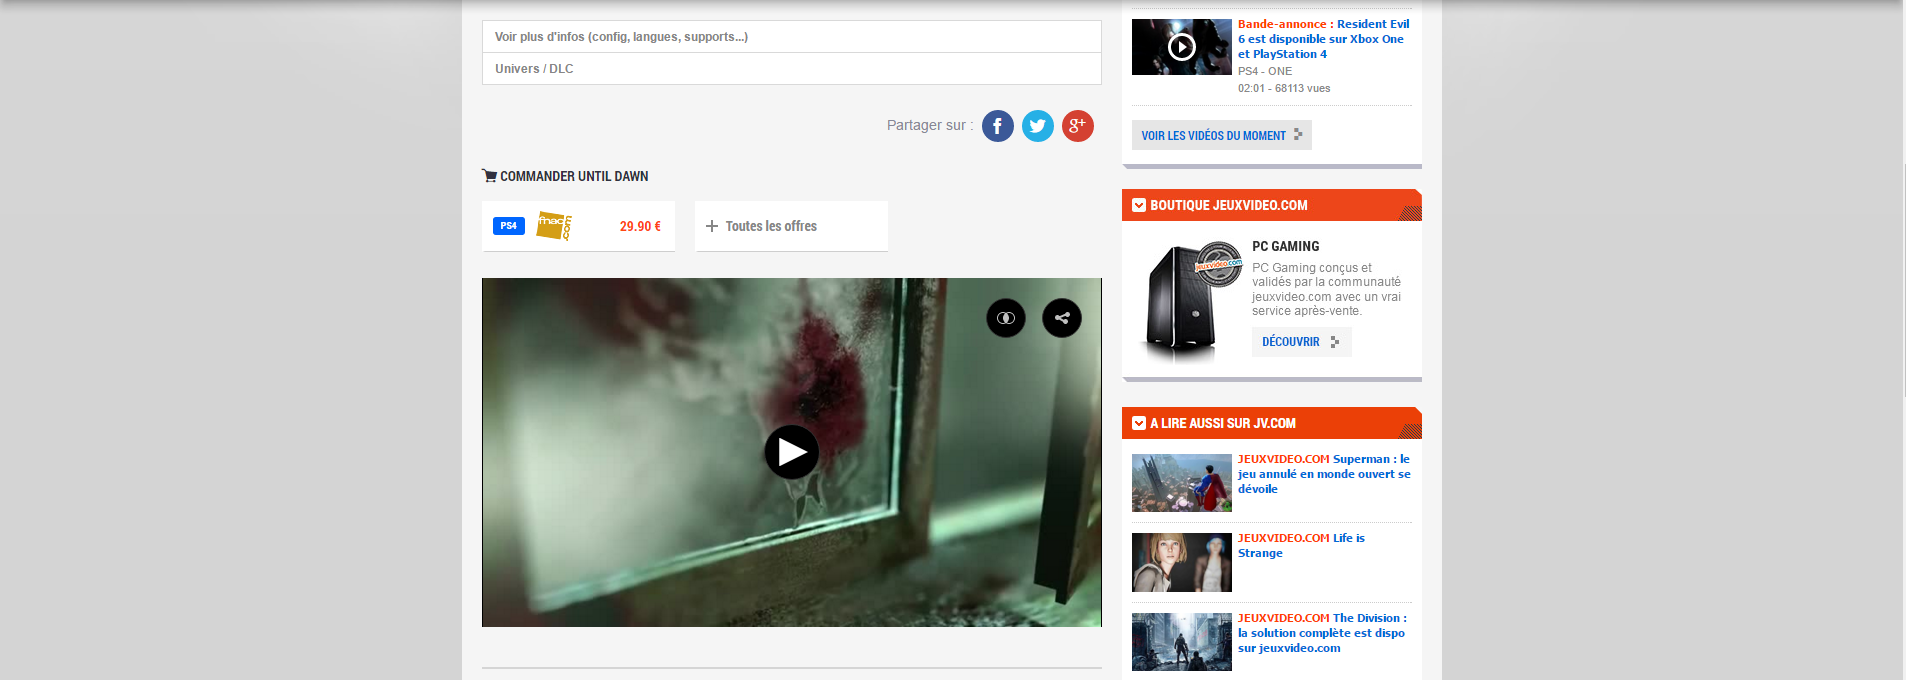 Voir plus d'infos (config, langues, supports...)
Univers / DLC
Partager sur :
COMMANDER UNTIL DAWN
PS4
fnac
.com
29.90 €
Toutes les offres
Bande-annonce : Resident Evil
6 est disponible sur Xbox One
et PlayStation 4
PS4 - ONE
02:01 - 68113 vues
VOIR LES VIDÉOS DU MOMENT
BOUTIQUE JEUXVIDEO.COM
jeuxvideo.com
PC GAMING
PC Gaming conçus et
validés par la communauté
jeuxvideo.com avec un vrai
service après-vente.
DÉCOUVRIR
A LIRE AUSSI SUR JV.COM
JEUXVIDEO.COM Superman : le
jeu annulé en monde ouvert se
dévoile
JEUXVIDEO.COM Life is
Strange
JEUXVIDEO.COM The Division :
la solution complète est dispo
sur jeuxvideo.com